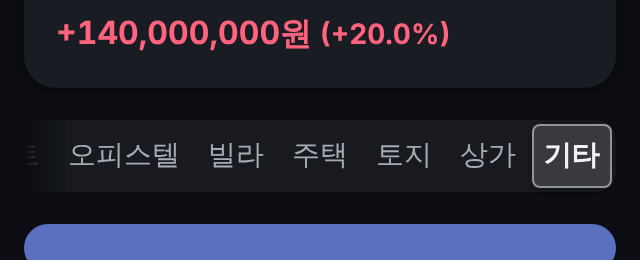 +140,000,000원 (+20.0%)
오피스텔 빌라 주택 토지 상가 기타